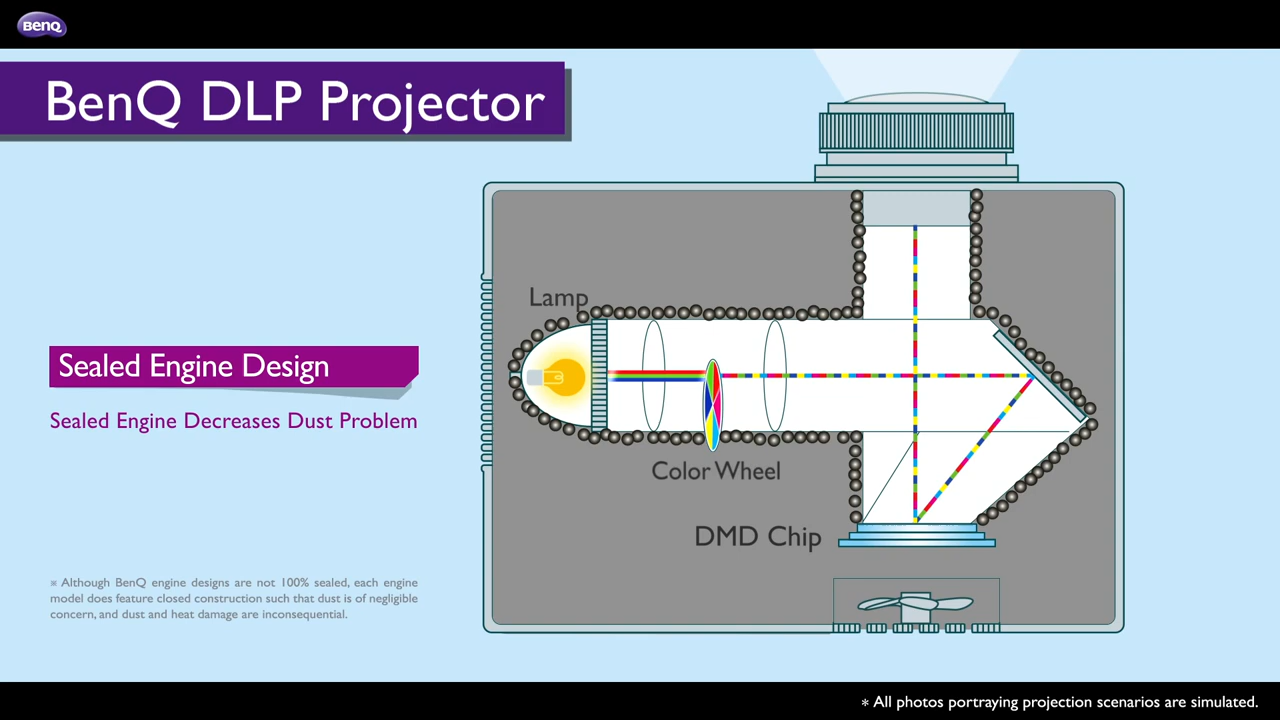 BenQ
BenQ DLP Projector
Lamp
Sealed Engine Design
Sealed Engine Decreases Dust Problem
Color Wheel
DMD Chip
※ Although BenQ engine designs are not 100% sealed, each engine
model does feature closed construction such that dust is of negligible
concern, and dust and heat damage are inconsequential.
* All photos portraying projection scenarios are simulated.